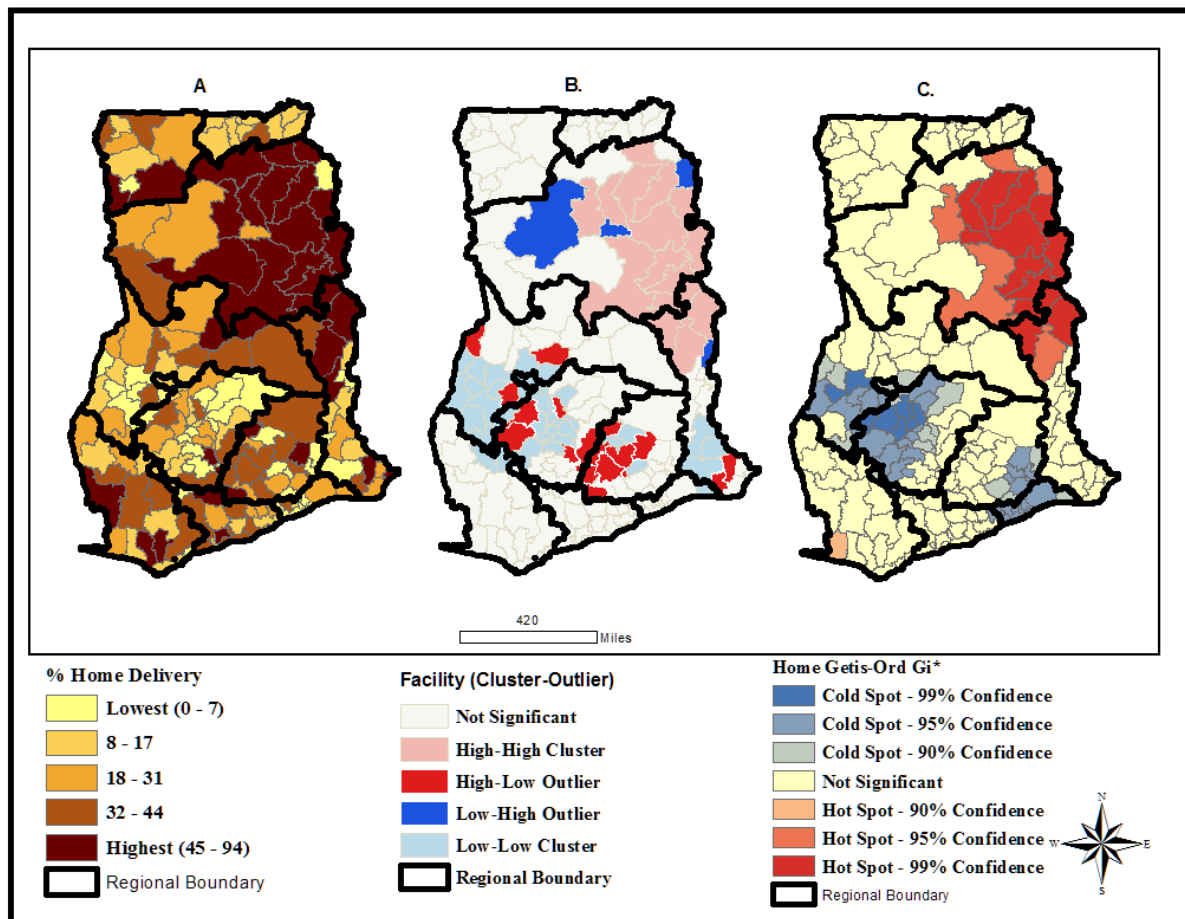 A
B.
C.
420
Miles
% Home Delivery
Lowest (0 - 7)
8 - 17
18 - 31
32 - 44
Highest (45 - 94)
Regional Boundary
Facility (Cluster-Outlier)
Not Significant
High-High Cluster
High-Low Outlier
Low-High Outlier
Low-Low Cluster
Regional Boundary
Home Getis-Ord Gi*
Cold Spot - 99% Confidence
Cold Spot - 95% Confidence
Cold Spot - 90% Confidence
Not Significant
Hot Spot - 90% Confidence
Hot Spot - 95% Confidence
Hot Spot - 99% Confidence
Regional Boundary
N
W
E
S